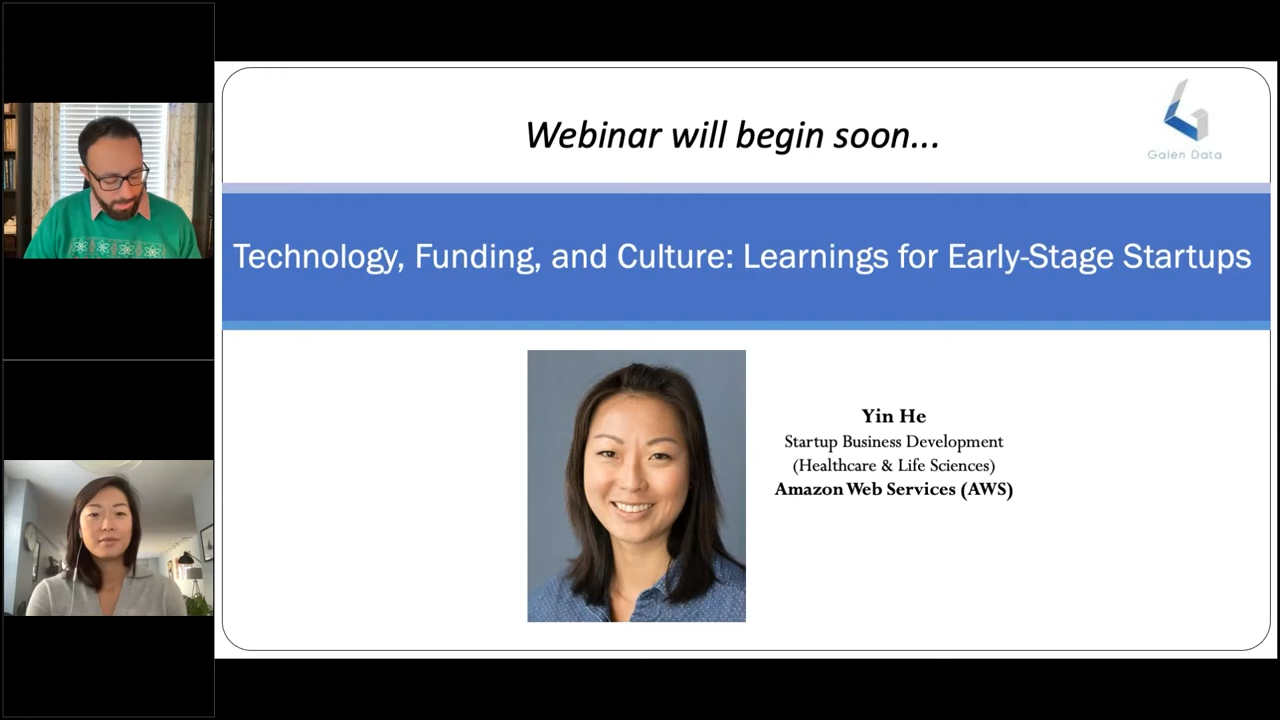 Webinar will begin soon...
Galen Data
Technology, Funding, and Culture: Learnings for Early-Stage Startups
Yin He
Startup Business Development
(Healthcare & Life Sciences)
Amazon Web Services (AWS)